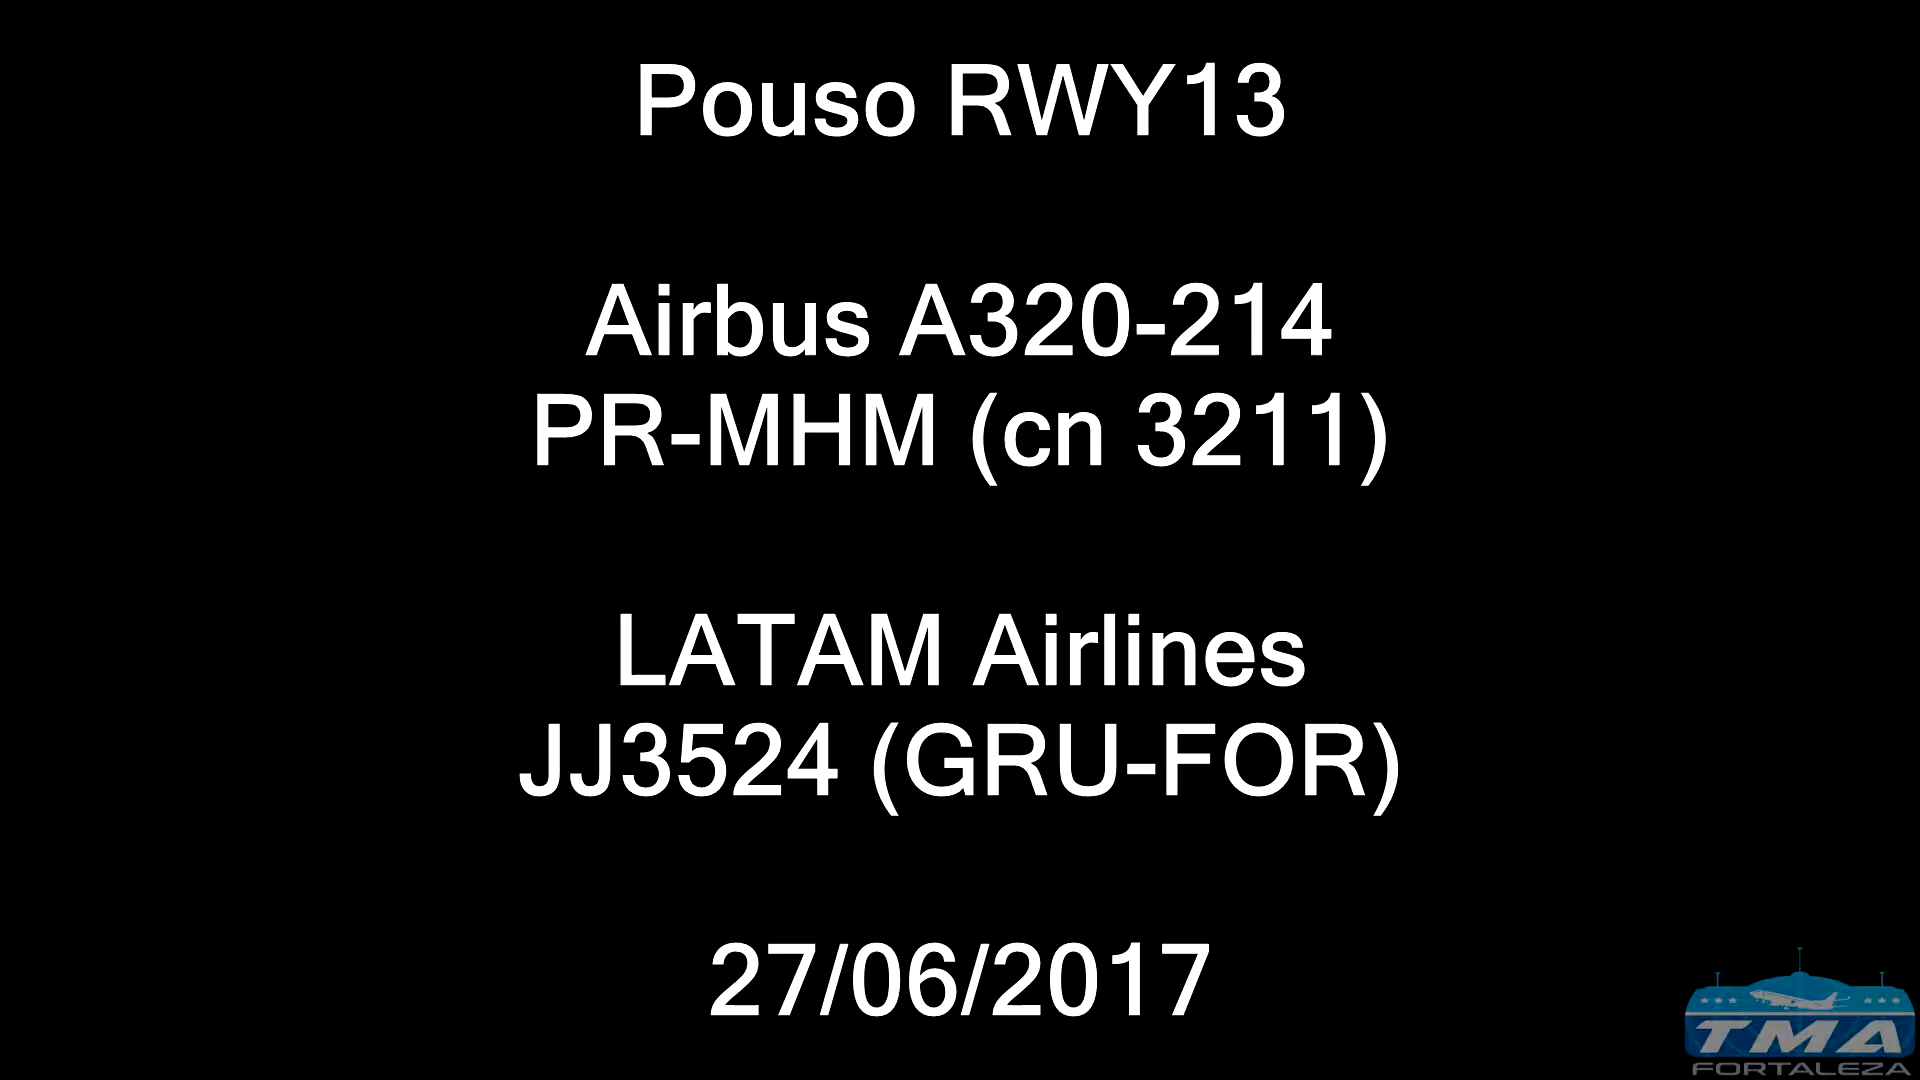 Pouso RWY13
Airbus A320-214
PR-MHM (cn 3211)
LATAM Airlines
JJ3524 (GRU-FOR)
27/06/2017
TMA
FORTALEZA